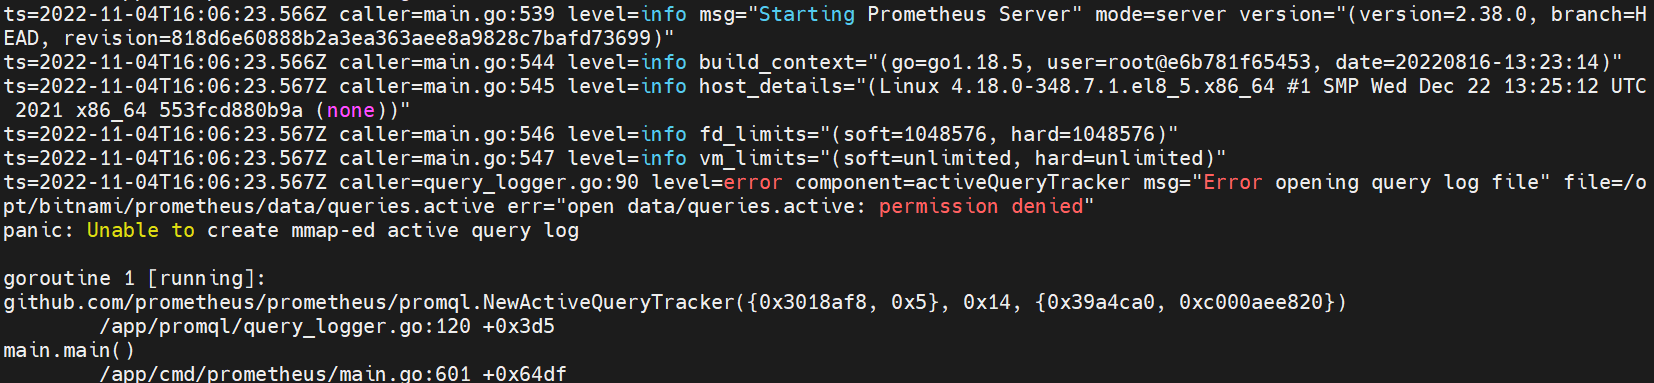 ts=2022-11-04T16:06:23.566Z caller=main.go:539 level=info msg="Starting Prometheus Server" mode=server version="(version=2.38.0, branch=H
EAD, revision=818d6e60888b2a3ea363aee8a9828c7bafd73699)"
ts=2022-11-04T16:06:23.566Z caller=main.go:544 level=info build_context="(go=go1.18.5, user=root@e6b781f65453, date=20220816-13:23:14)"
ts=2022-11-04T16:06:23.567Z caller=main.go:545 level=info host_details="(Linux 4.18.0-348.7.1.el8_5.x86_64 #1 SMP Wed Dec 22 13:25:12 UTC
 2021 x86_64 553fcd880b9a (none))"
ts=2022-11-04T16:06:23.567Z caller=main.go:546 level=info fd_limits="(soft=1048576, hard=1048576)"
ts=2022-11-04T16:06:23.567Z caller=main.go:547 level=info vm_limits="(soft=unlimited, hard=unlimited)"
ts=2022-11-04T16:06:23.567Z caller=query_logger.go:90 level=error component=activeQueryTracker msg="Error opening query log file" file=/o
pt/bitnami/prometheus/data/queries.active err="open data/queries.active: permission denied"
panic: Unable to create mmap-ed active query log

goroutine 1 [running]:
github.com/prometheus/prometheus/promql.NewActiveQueryTracker({0x3018af8, 0x5}, 0x14, {0x39a4ca0, 0xc000aee820})
        /app/promql/query_logger.go:120 +0x3d5
main.main()
        /app/cmd/prometheus/main.go:601 +0x64df